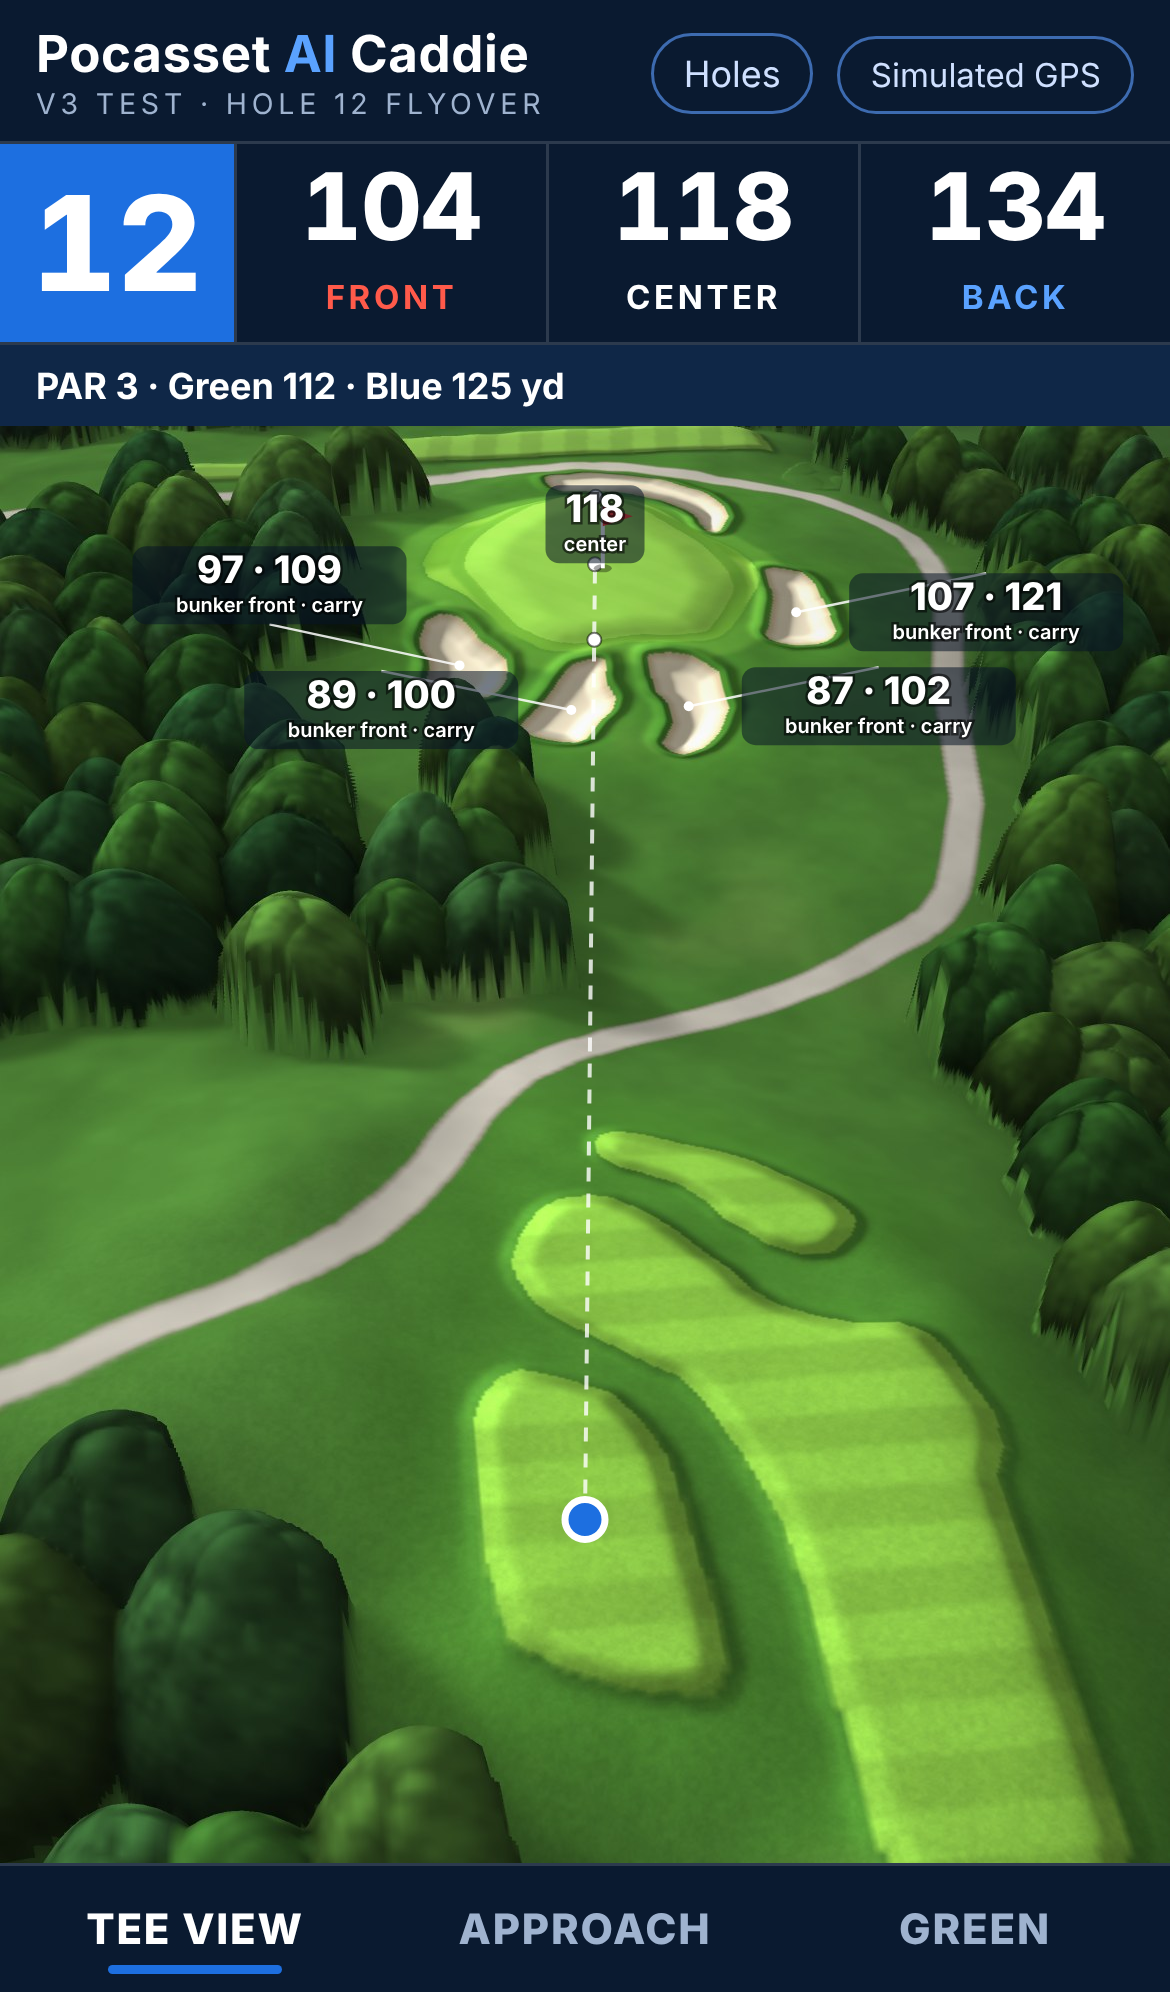 Pocasset AI Caddie
V3 TEST · HOLE 12 FLYOVER
Holes
Simulated GPS
12
104
FRONT
118
CENTER
134
BACK
PAR 3 · Green 112 · Blue 125 yd
118
center
97 · 109
bunker front · carry
107 · 121
bunker front · carry
89 · 100
bunker front · carry
87 · 102
bunker front · carry
TEE VIEW
APPROACH
GREEN